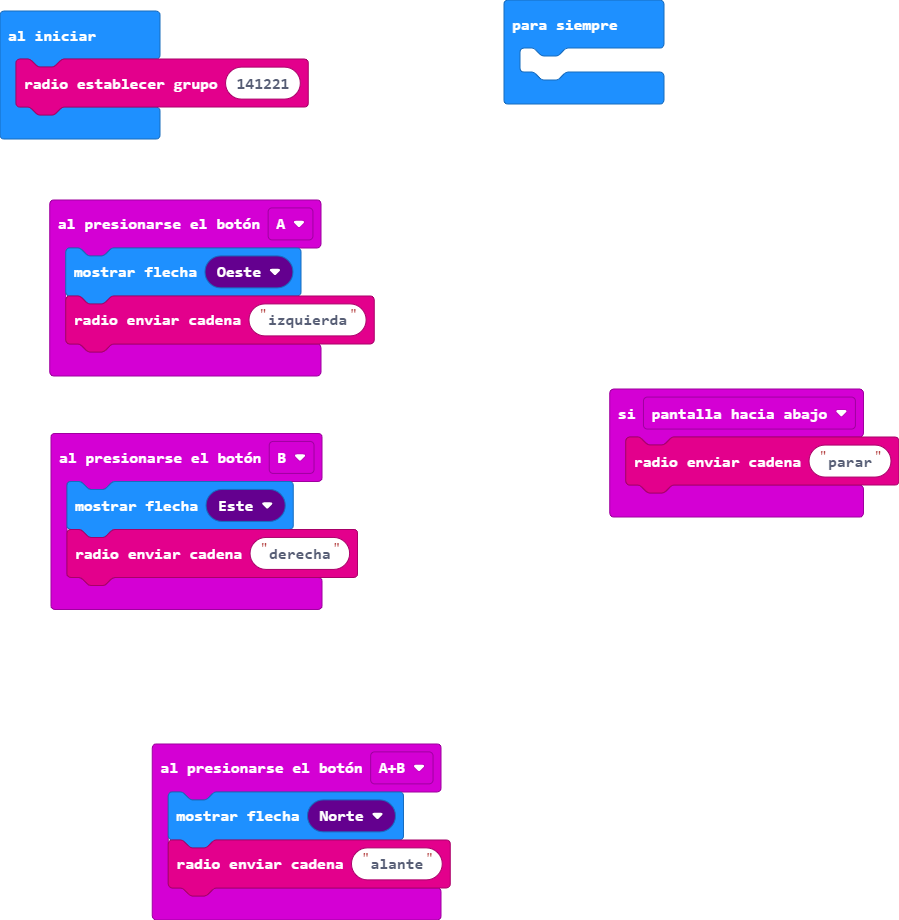 al iniciar
radio establecer grupo 141221
para siempre
al presionarse el botón A
mostrar flecha Oeste
radio enviar cadena "izquierda"
si pantalla hacia abajo
radio enviar cadena "parar"
al presionarse el botón B
mostrar flecha Este
radio enviar cadena "derecha"
al presionarse el botón A+B
mostrar flecha Norte
radio enviar cadena "alante"